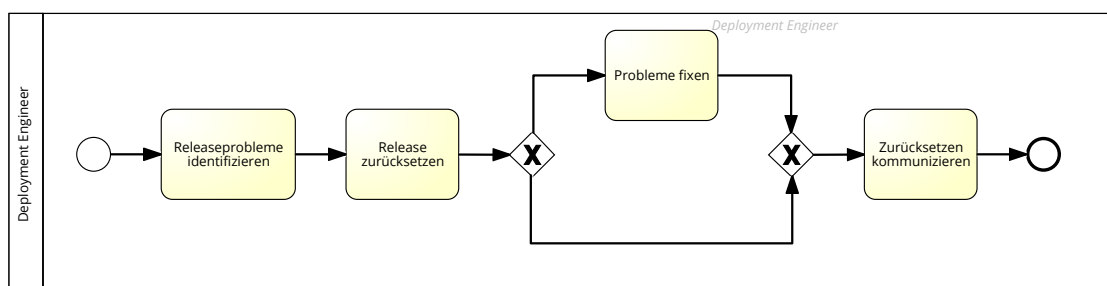 Deployment Engineer
Deployment Engineer
Releaseprobleme
identifizieren
Release
zurücksetzen
Probleme fixen
Zurücksetzen
kommunizieren